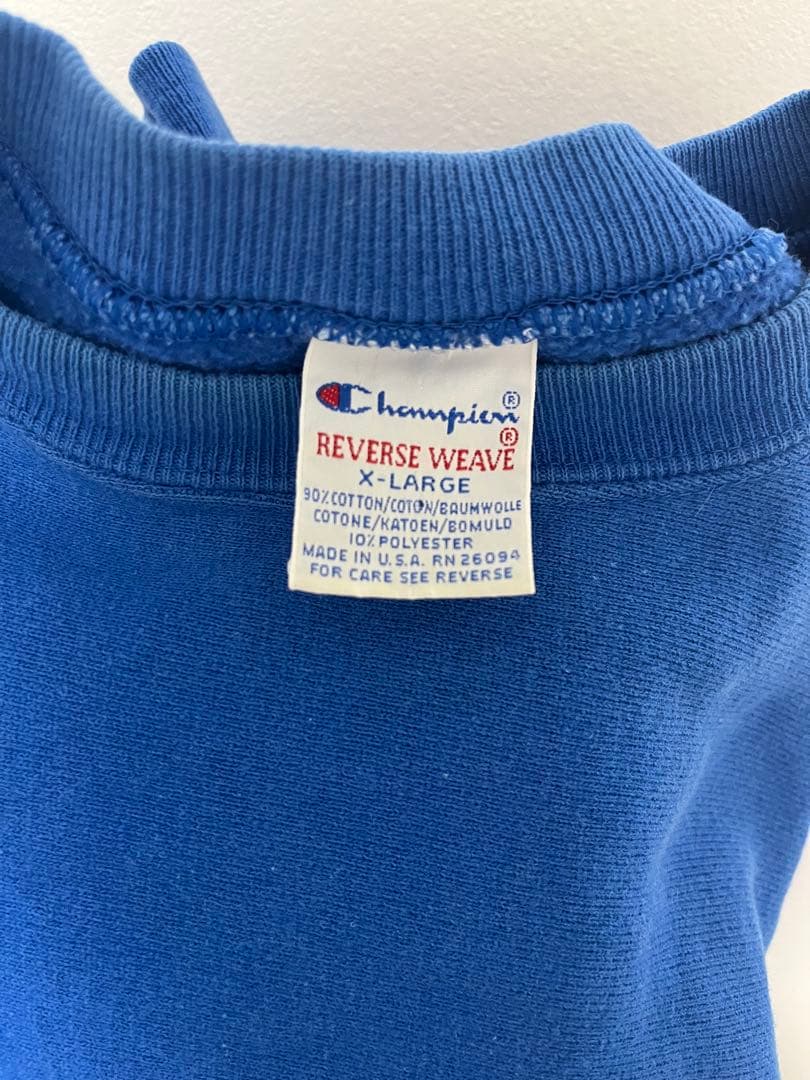 Champion®
REVERSE WEAVE®
X-LARGE
90% COTTON/COTON/BAUMWOLLE
COTONE/KATOEN/BOMULD
10% POLYESTER
MADE IN U.S.A. RN 26094
FOR CARE SEE REVERSE